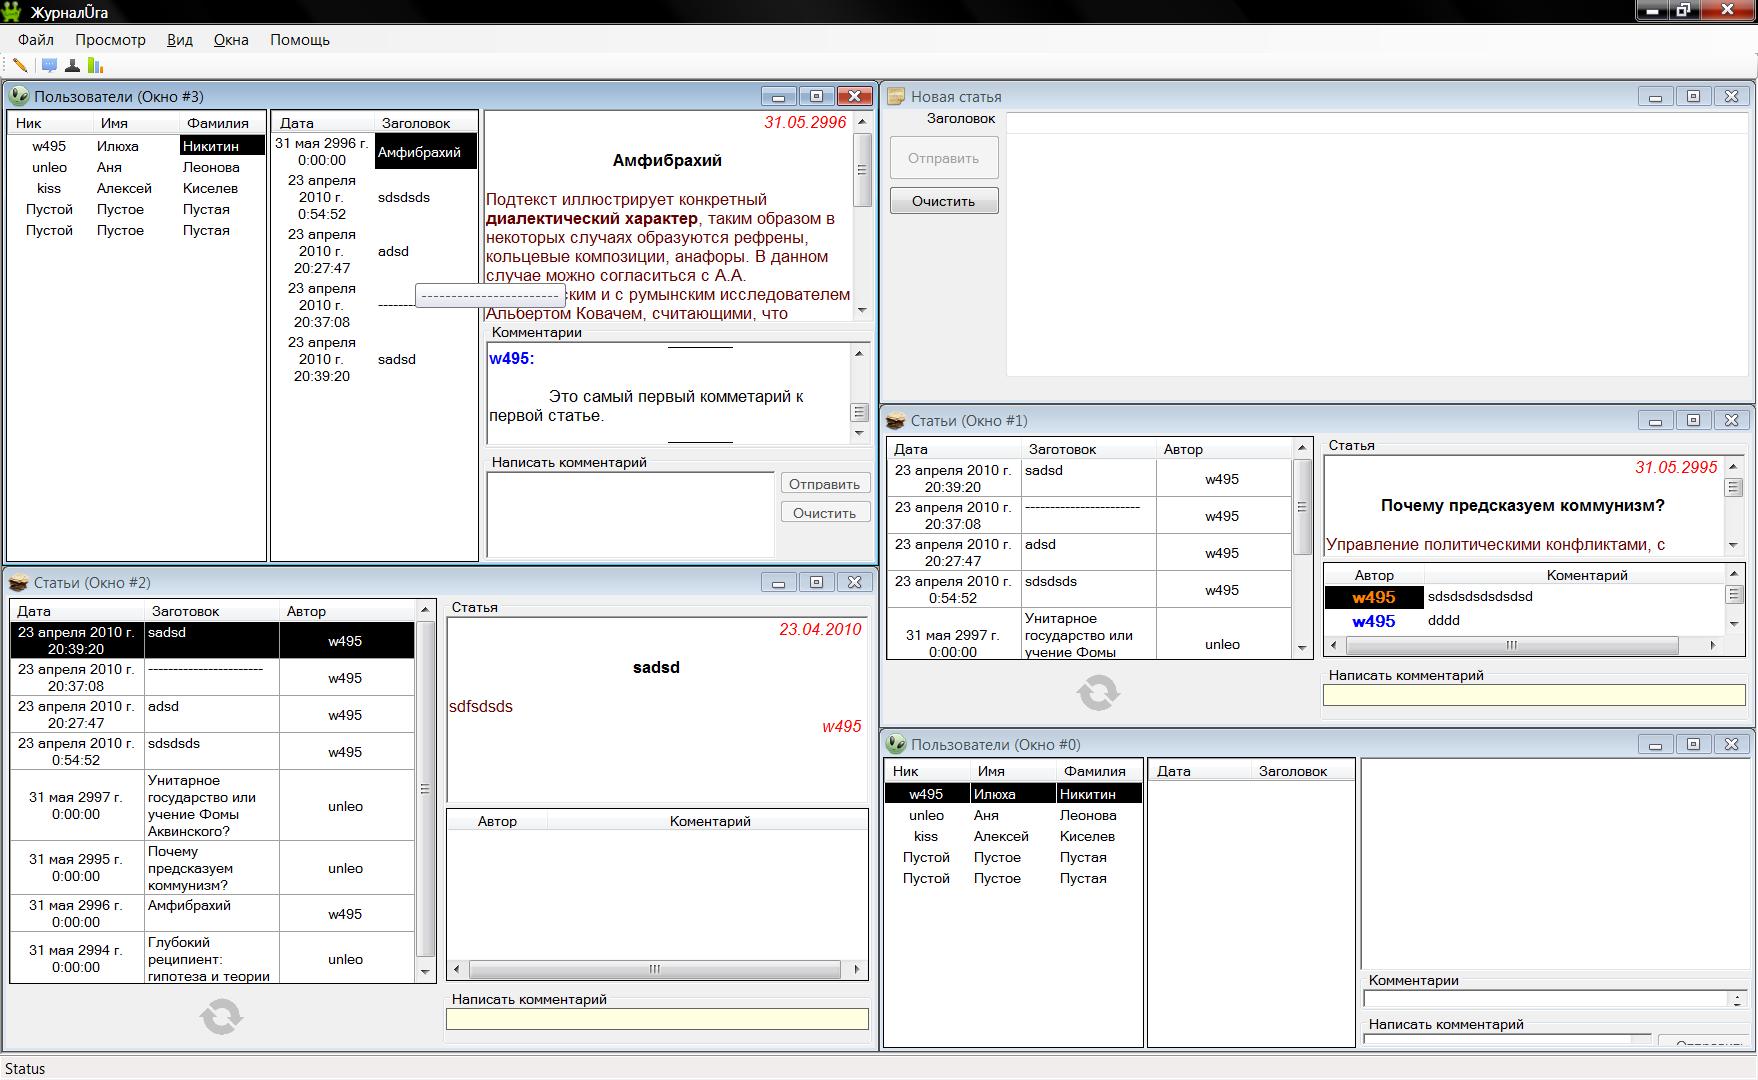 ЖурналŨга
Файл Просмотр Вид Окна Помощь
Пользователи (Окно #3)
Ник Имя Фамилия
w495 Илюха Никитин
unleo Аня Леонова
kiss Алексей Киселев
Пустой Пустое Пустая
Пустой Пустое Пустая
Дата Заголовок
31 мая 2996 г. 0:00:00 Амфибрахий
23 апреля 2010 г. 0:54:52 sdsdsds
23 апреля 2010 г. 20:27:47 adsd
23 апреля 2010 г. 20:37:08 -----------------------
23 апреля 2010 г. 20:39:20 sadsd
31.05.2996
Амфибрахий
Подтекст иллюстрирует конкретный
диалектический характер, таким образом в
некоторых случаях образуются рефрены,
кольцевые композиции, анафоры. В данном
случае можно согласиться с А.А.
ским и с румынским исследователем
Альбертом Ковачем, считающими, что
Комментарии
w495:
Это самый первый комметарий к
первой статье.
Написать комментарий
Отправить
Очистить
Новая статья
Заголовок
Отправить
Очистить
Статьи (Окно #1)
Дата Заготовок Автор
23 апреля 2010 г. 20:39:20 sadsd w495
23 апреля 2010 г. 20:37:08 ----------------------- w495
23 апреля 2010 г. 20:27:47 adsd w495
23 апреля 2010 г. 0:54:52 sdsdsds w495
31 мая 2997 г. 0:00:00 Унитарное государство или учение Фомы unleo
Статья
31.05.2995
Почему предсказуем коммунизм?
Управление политическими конфликтами, с
Автор Коментарий
w495 sdsdsdsdsdsdsd
w495 dddd
Написать комментарий
Статьи (Окно #2)
Дата Заготовок Автор
23 апреля 2010 г. 20:39:20 sadsd w495
23 апреля 2010 г. 20:37:08 ----------------------- w495
23 апреля 2010 г. 20:27:47 adsd w495
23 апреля 2010 г. 0:54:52 sdsdsds w495
31 мая 2997 г. 0:00:00 Унитарное государство или учение Фомы Аквинского? unleo
31 мая 2995 г. 0:00:00 Почему предсказуем коммунизм? unleo
31 мая 2996 г. 0:00:00 Амфибрахий w495
31 мая 2994 г. 0:00:00 Глубокий реципиент: гипотеза и теории unleo
Статья
23.04.2010
sadsd
sdfsdsds
w495
Автор Коментарий
Написать комментарий
Пользователи (Окно #0)
Ник Имя Фамилия
w495 Илюха Никитин
unleo Аня Леонова
kiss Алексей Киселев
Пустой Пустое Пустая
Пустой Пустое Пустая
Дата Заголовок
Комментарии
Написать комментарий
Status